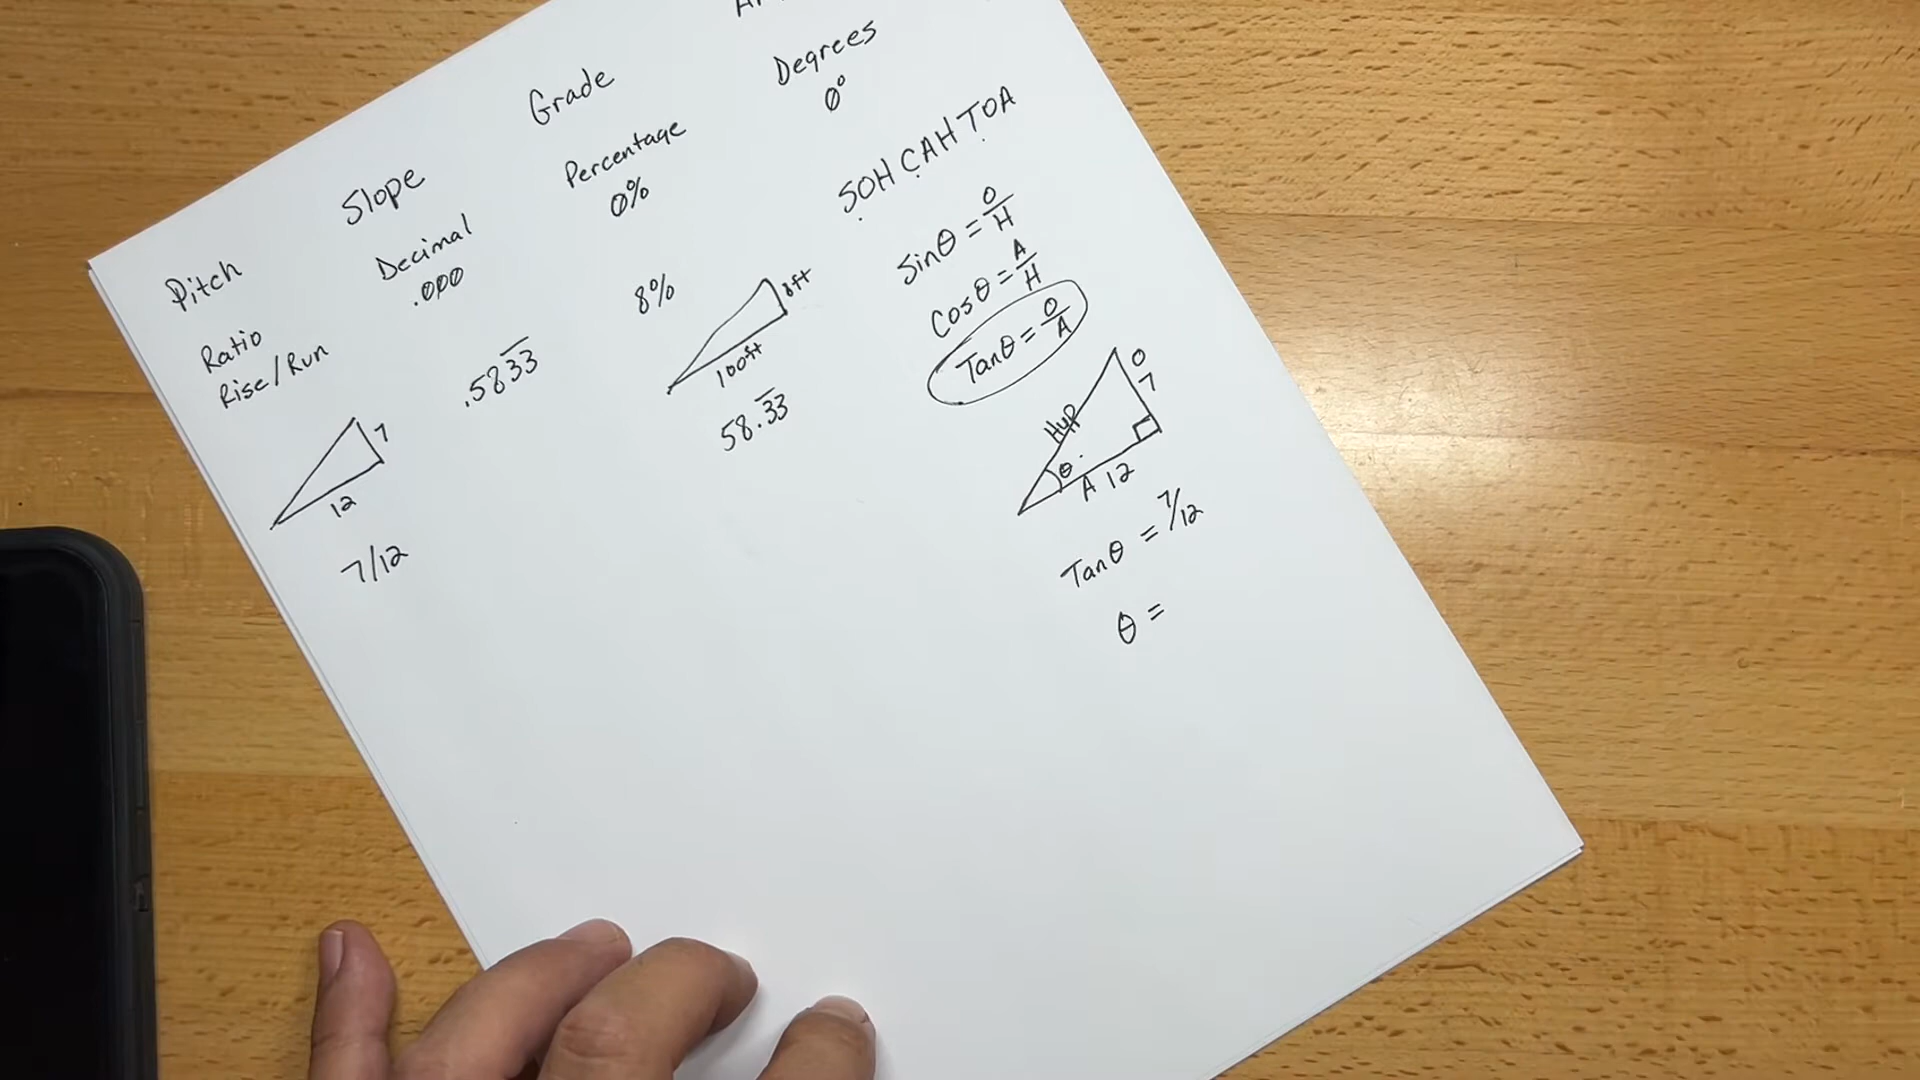 Pitch
Ratio
Rise/Run
7
12
7/12
Slope
Decimal
.000
.5833
Grade
Percentage
0%
8%
8ft
100ft
58.33
Degrees
0°
SOH CAH TOA
Sinθ = O/H
Cosθ = A/H
Tanθ = O/A
O
7
Hyp
θ
A 12
Tanθ = 7/12
θ =